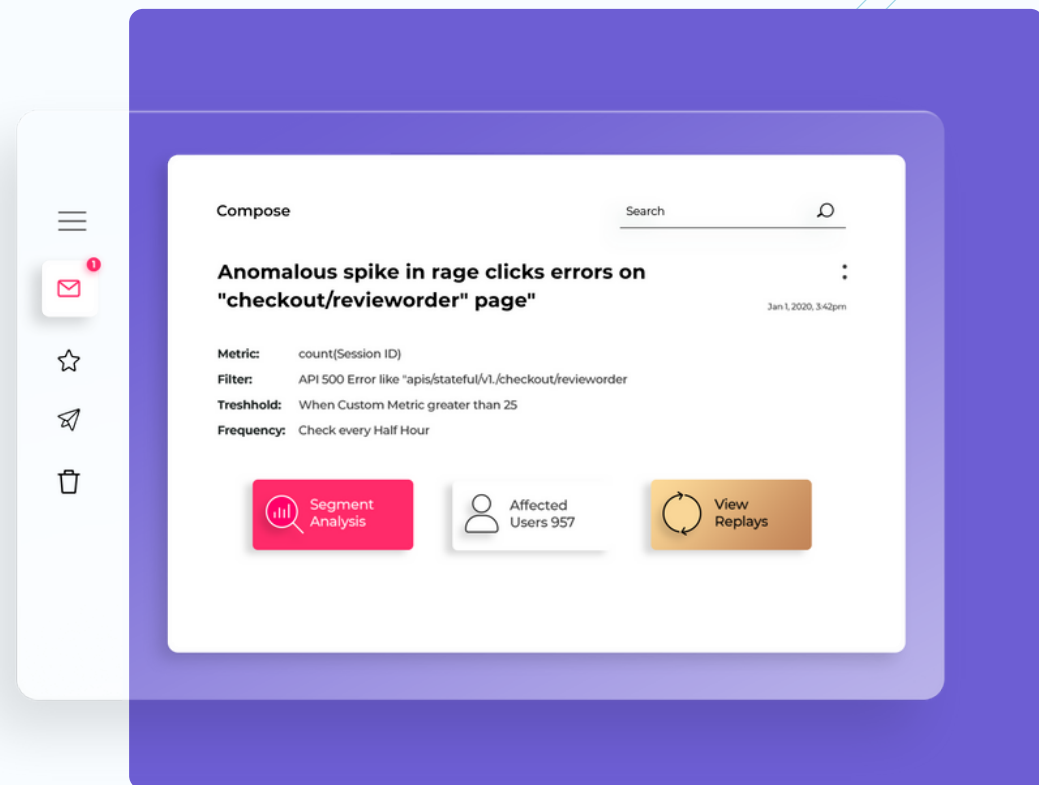 Compose
Search
1
Anomalous spike in rage clicks errors on
"checkout/revieworder" page"
Jan 1, 2020, 3:42pm
Metric: count(Session ID)
Filter: API 500 Error like "apis/stateful/v1./checkout/revieworder
Treshhold: When Custom Metric greater than 25
Frequency: Check every Half Hour
Segment
Analysis
Affected
Users 957
View
Replays